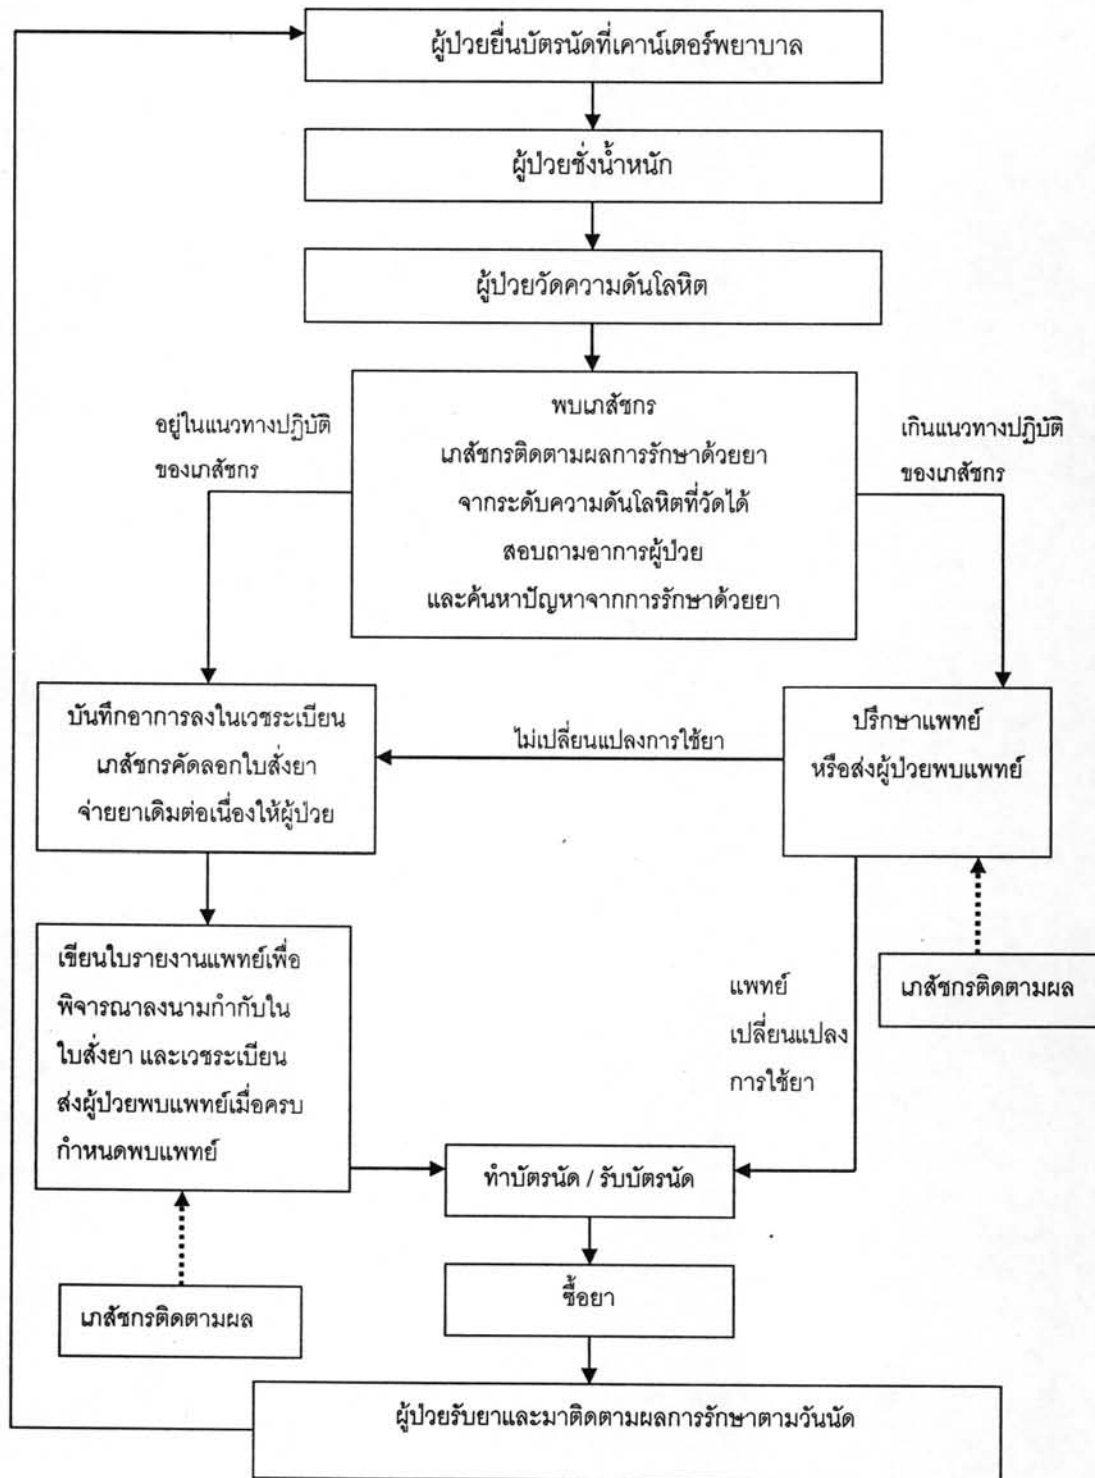 ผู้ป่วยยื่นบัตรนัดที่เคาน์เตอร์พยาบาล
ผู้ป่วยชั่งน้ำหนัก
ผู้ป่วยวัดความดันโลหิต
พบเภสัชกร
เภสัชกรติดตามผลการรักษาด้วยยา
จากระดับความดันโลหิตที่วัดได้
สอบถามอาการผู้ป่วย
และค้นหาปัญหาจากการรักษาด้วยยา
อยู่ในแนวทางปฏิบัติ
ของเภสัชกร
เกินแนวทางปฏิบัติ
ของเภสัชกร
บันทึกอาการลงในเวชระเบียน
เภสัชกรคัดลอกใบสั่งยา
จ่ายยาเดิมต่อเนื่องให้ผู้ป่วย
ไม่เปลี่ยนแปลงการใช้ยา
ปรึกษาแพทย์
หรือส่งผู้ป่วยพบแพทย์
เขียนใบรายงานแพทย์เพื่อ
พิจารณาลงนามกำกับใน
ใบสั่งยา และเวชระเบียน
ส่งผู้ป่วยพบแพทย์เมื่อครบ
กำหนดพบแพทย์
แพทย์
เปลี่ยนแปลง
การใช้ยา
เภสัชกรติดตามผล
ทำบัตรนัด / รับบัตรนัด
ซื้อยา
เภสัชกรติดตามผล
ผู้ป่วยรับยาและมาติดตามผลการรักษาตามวันนัด